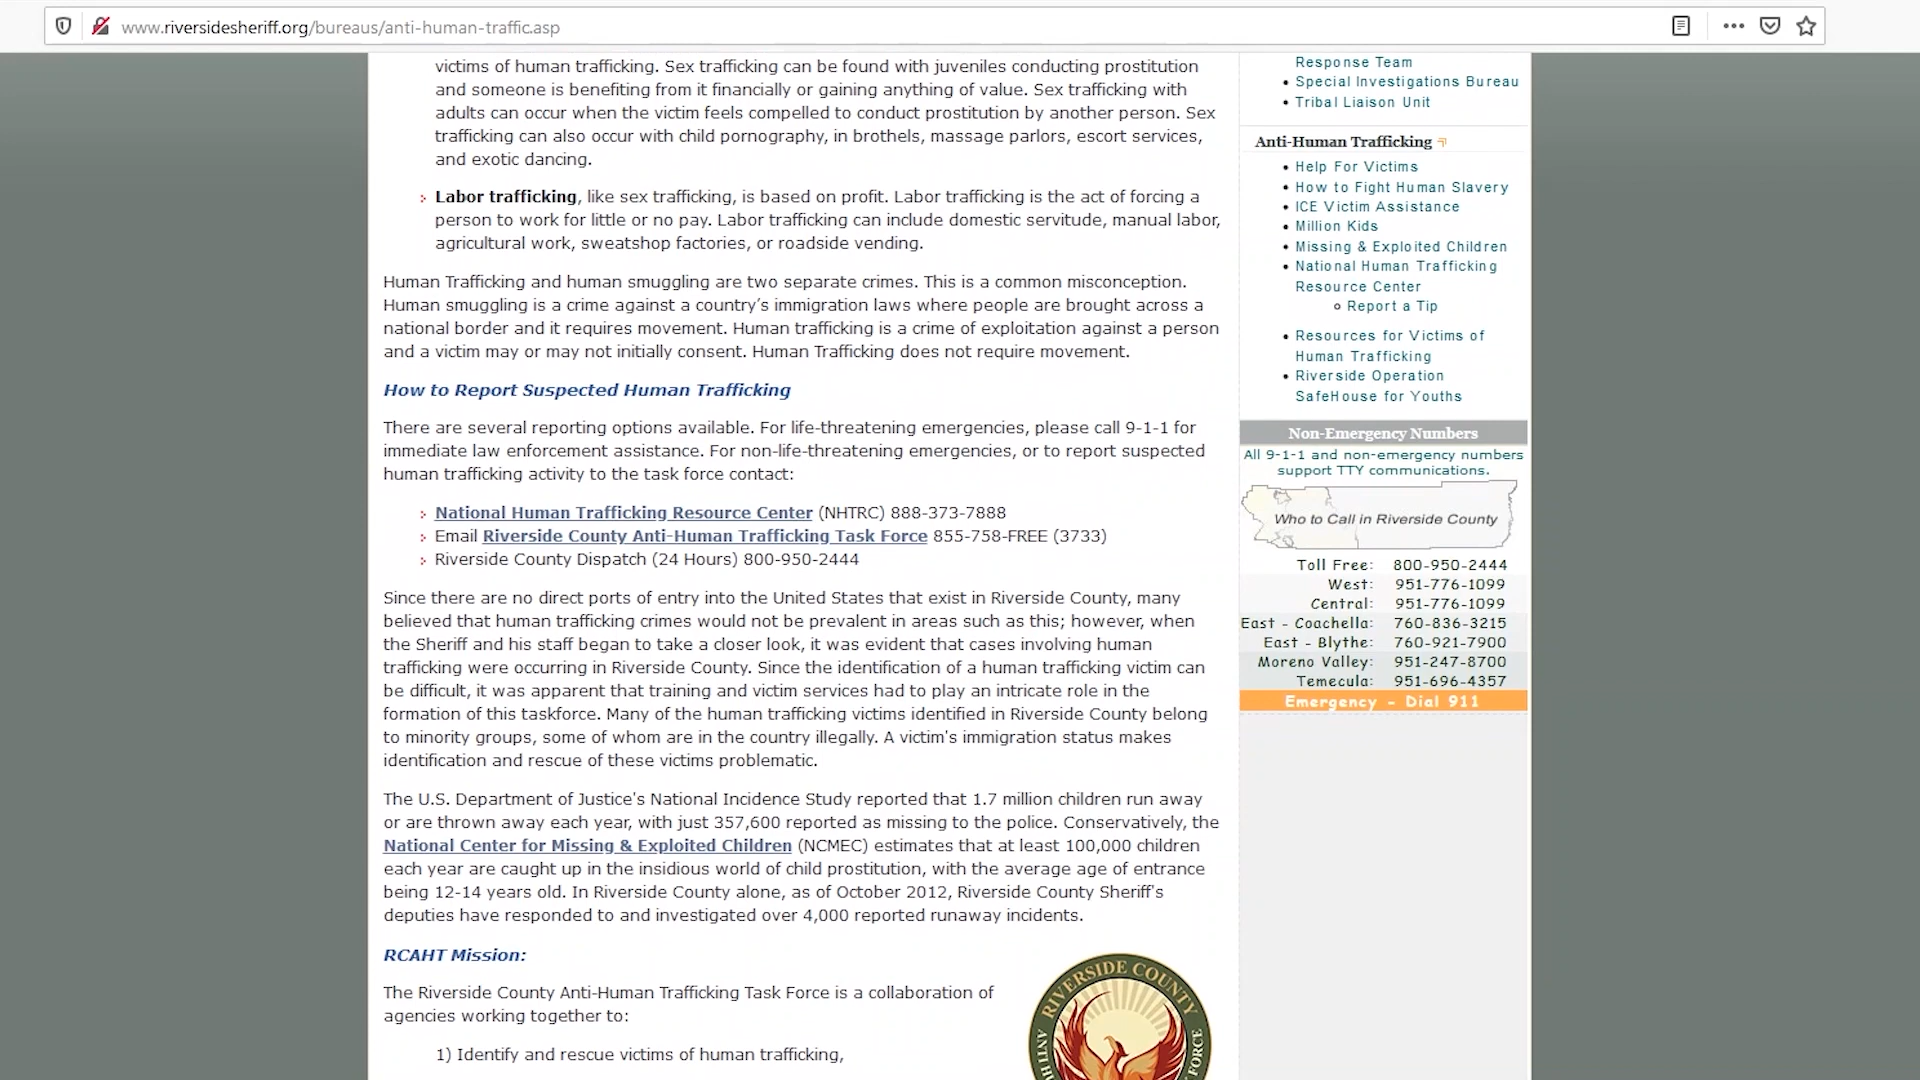 www.riversidesheriff.org/bureaus/anti-human-traffic.asp
victims of human trafficking. Sex trafficking can be found with juveniles conducting prostitution
and someone is benefiting from it financially or gaining anything of value. Sex trafficking with
adults can occur when the victim feels compelled to conduct prostitution by another person. Sex
trafficking can also occur with child pornography, in brothels, massage parlors, escort services,
and exotic dancing.
Labor trafficking, like sex trafficking, is based on profit. Labor trafficking is the act of forcing a
person to work for little or no pay. Labor trafficking can include domestic servitude, manual labor,
agricultural work, sweatshop factories, or roadside vending.
Human Trafficking and human smuggling are two separate crimes. This is a common misconception.
Human smuggling is a crime against a country’s immigration laws where people are brought across a
national border and it requires movement. Human trafficking is a crime of exploitation against a person
and a victim may or may not initially consent. Human Trafficking does not require movement.
How to Report Suspected Human Trafficking
There are several reporting options available. For life-threatening emergencies, please call 9-1-1 for
immediate law enforcement assistance. For non-life-threatening emergencies, or to report suspected
human trafficking activity to the task force contact:
National Human Trafficking Resource Center (NHTRC) 888-373-7888
Email Riverside County Anti-Human Trafficking Task Force 855-758-FREE (3733)
Riverside County Dispatch (24 Hours) 800-950-2444
Since there are no direct ports of entry into the United States that exist in Riverside County, many
believed that human trafficking crimes would not be prevalent in areas such as this; however, when
the Sheriff and his staff began to take a closer look, it was evident that cases involving human
trafficking were occurring in Riverside County. Since the identification of a human trafficking victim can
be difficult, it was apparent that training and victim services had to play an intricate role in the
formation of this taskforce. Many of the human trafficking victims identified in Riverside County belong
to minority groups, some of whom are in the country illegally. A victim's immigration status makes
identification and rescue of these victims problematic.
The U.S. Department of Justice's National Incidence Study reported that 1.7 million children run away
or are thrown away each year, with just 357,600 reported as missing to the police. Conservatively, the
National Center for Missing & Exploited Children (NCMEC) estimates that at least 100,000 children
each year are caught up in the insidious world of child prostitution, with the average age of entrance
being 12-14 years old. In Riverside County alone, as of October 2012, Riverside County Sheriff's
deputies have responded to and investigated over 4,000 reported runaway incidents.
RCAHT Mission:
The Riverside County Anti-Human Trafficking Task Force is a collaboration of
agencies working together to:
1) Identify and rescue victims of human trafficking,
RIVERSIDE COUNTY
FORCE
Response Team
Special Investigations Bureau
Tribal Liaison Unit
Anti-Human Trafficking
Help For Victims
How to Fight Human Slavery
ICE Victim Assistance
Million Kids
Missing & Exploited Children
National Human Trafficking
Resource Center
Report a Tip
Resources for Victims of
Human Trafficking
Riverside Operation
SafeHouse for Youths
Non-Emergency Numbers
All 9-1-1 and non-emergency numbers
support TTY communications.
Who to Call in Riverside County
Toll Free: 800-950-2444
West: 951-776-1099
Central: 951-776-1099
East - Coachella: 760-836-3215
East - Blythe: 760-921-7900
Moreno Valley: 951-247-8700
Temecula: 951-696-4357
Emergency - Dial 911